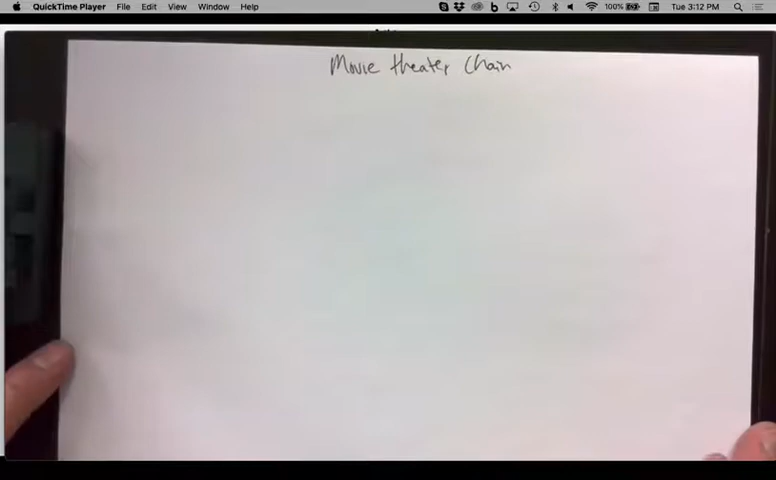 QuickTime Player File Edit View Window Help 100% Tue 3:12 PM
Movie theater Chain